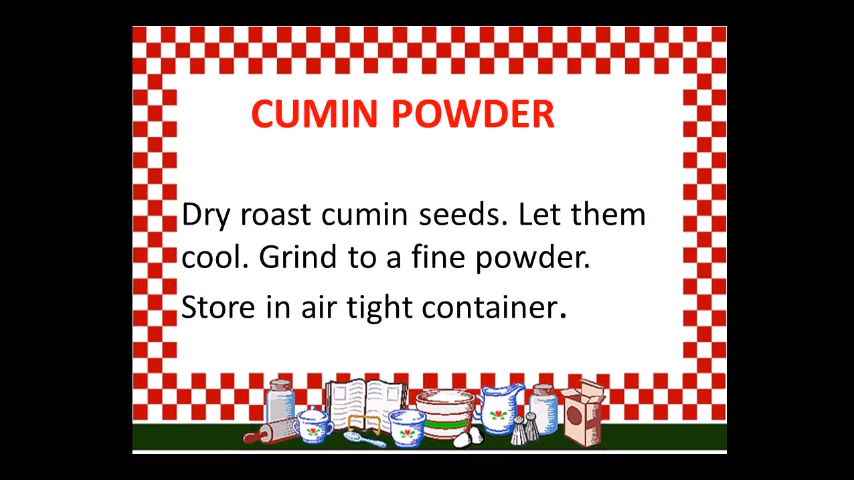 CUMIN POWDER
Dry roast cumin seeds. Let them
cool. Grind to a fine powder.
Store in air tight container.